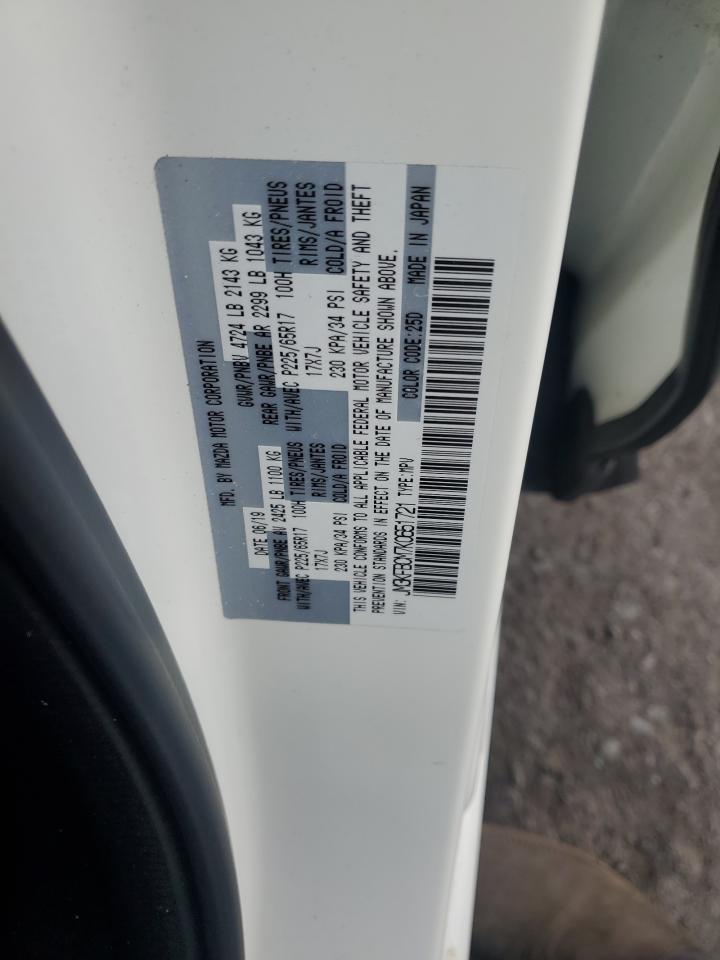 MFD. BY MAZDA MOTOR CORPORATION
DATE 06/19 GVWR/PNBV 4724 LB 2143 KG
FRONT GAWR/PNBE AV 2425 LB 1100 KG REAR GAWR/PNBE AR 2299 LB 1043 KG
WITH/AVEC P225/65R17 100H TIRES/PNEUS WITH/AVEC P225/65R17 100H TIRES/PNEUS
17X7J RIMS/JANTES 17X7J RIMS/JANTES
230 KPA/34 PSI COLD/A FROID 230 KPA/34 PSI COLD/A FROID
THIS VEHICLE CONFORMS TO ALL APPLICABLE FEDERAL MOTOR VEHICLE SAFETY AND THEFT
PREVENTION STANDARDS IN EFFECT ON THE DATE OF MANUFACTURE SHOWN ABOVE.
VIN: JM3KFBCM7K0651721 TYPE:MPV COLOR CODE:25D MADE IN JAPAN